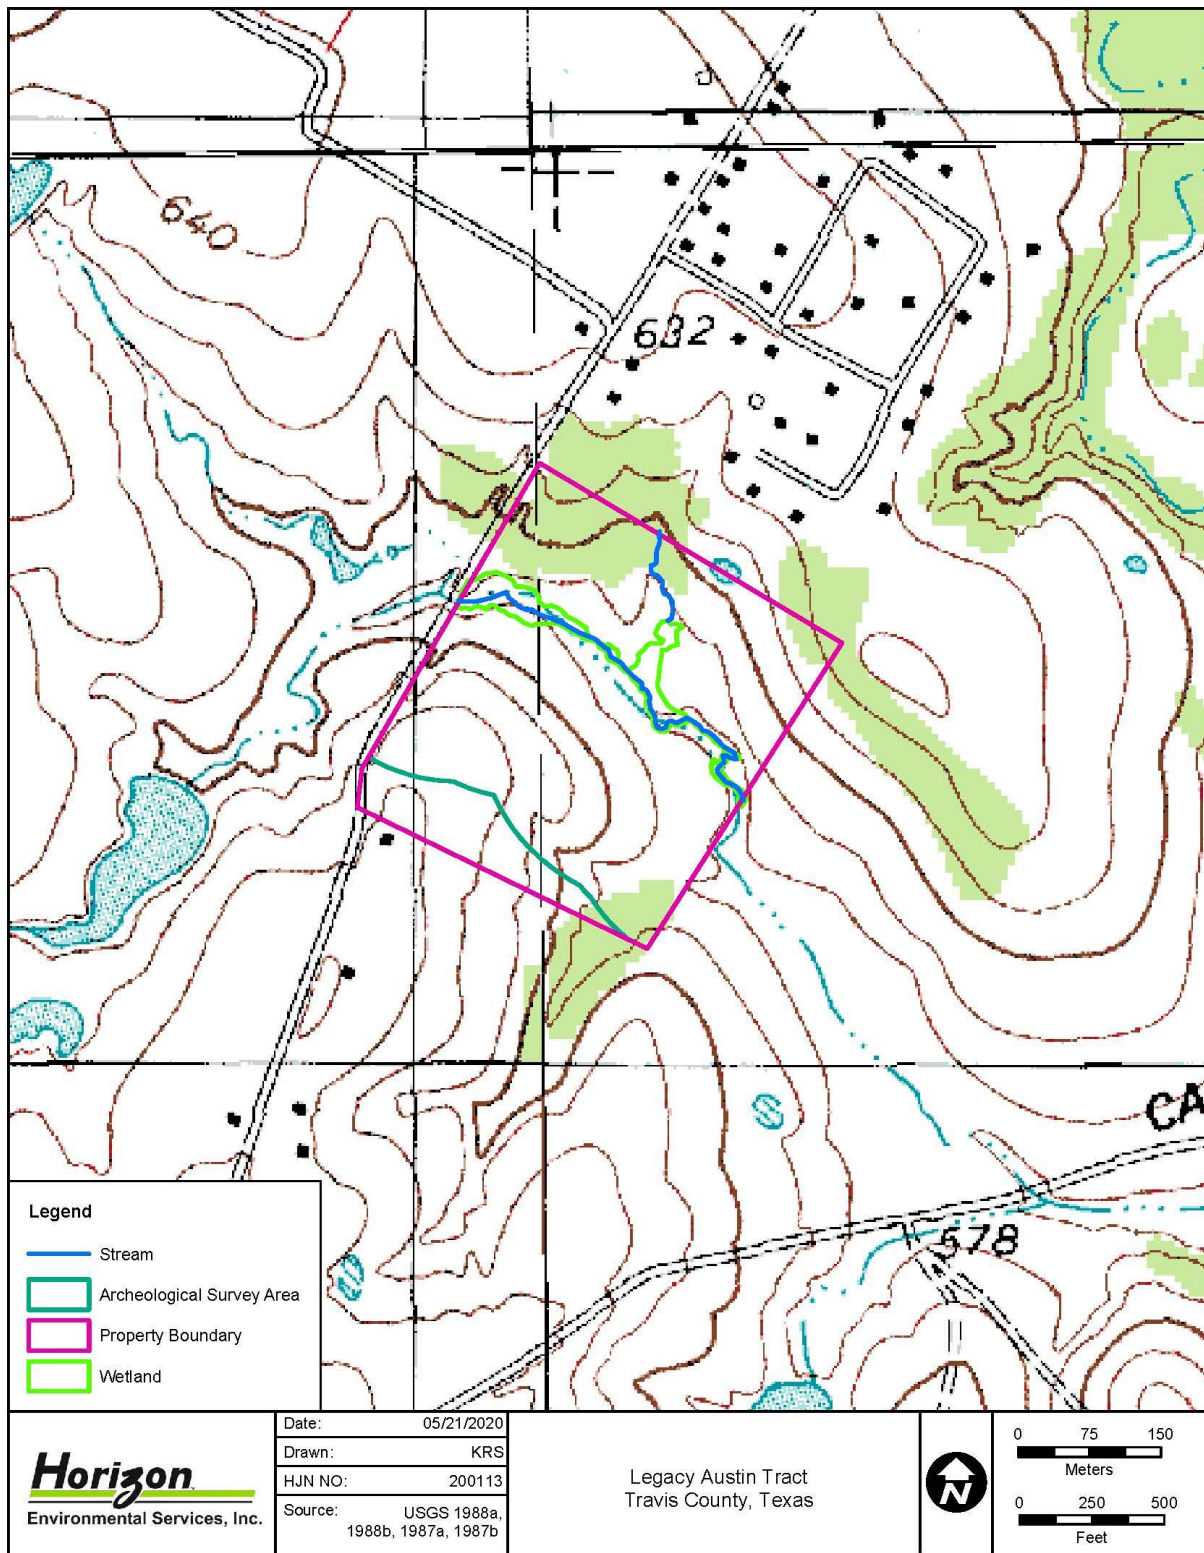 640
632
CA
678
Legend
Stream
Archeological Survey Area
Property Boundary
Wetland
Horizon
Environmental Services, Inc.
Date: 05/21/2020
Drawn: KRS
HJN NO: 200113
Source: USGS 1988a,
1988b, 1987a, 1987b
Legacy Austin Tract
Travis County, Texas
N
0 75 150
Meters
0 250 500
Feet